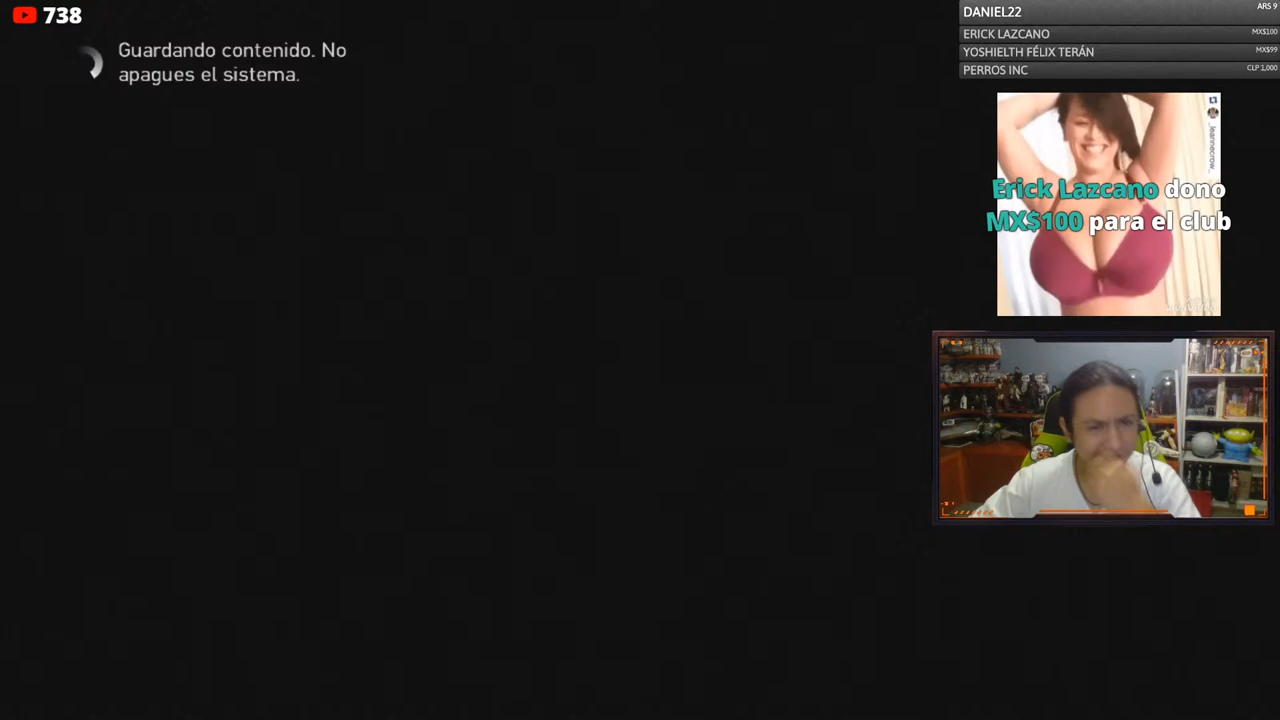 738
Guardando contenido. No
apagues el sistema.
DANIEL22 ARS 9
ERICK LAZCANO MX$100
YOSHIELTH FÉLIX TERÁN MX$99
PERROS INC CLP 1,000
_leannecrow_
Erick Lazcano dono
MX$100 para el club